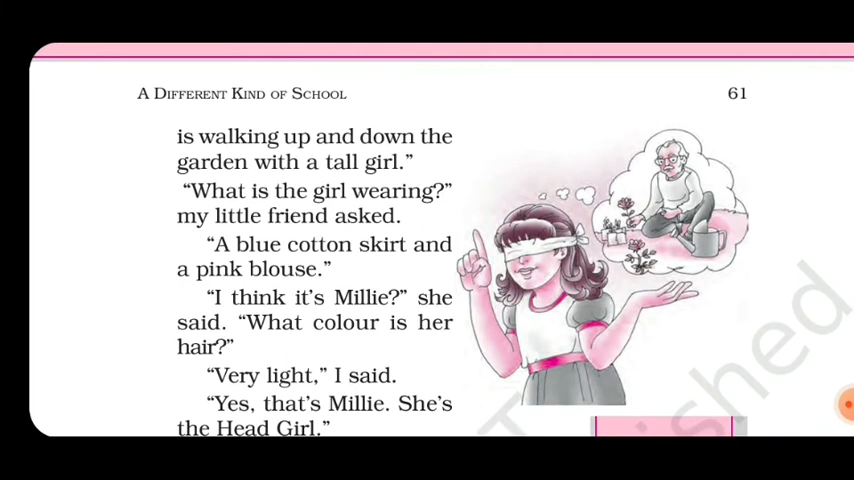 A Different Kind of School 61
is walking up and down the
garden with a tall girl.”
“What is the girl wearing?”
my little friend asked.
“A blue cotton skirt and
a pink blouse.”
“I think it’s Millie?” she
said. “What colour is her
hair?”
“Very light,” I said.
“Yes, that’s Millie. She’s
the Head Girl.”
shed